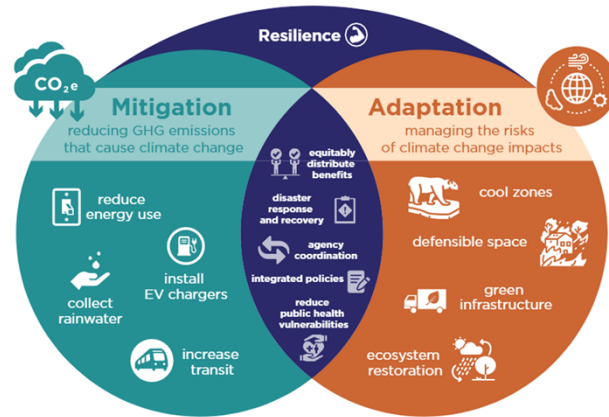 Resilience
CO2e
Mitigation
reducing GHG emissions
that cause climate change
Adaptation
managing the risks
of climate change impacts
equitably
distribute
benefits
disaster
response
and recovery
agency
coordination
integrated policies
reduce
public health
vulnerabilities
reduce
energy use
install
EV chargers
collect
rainwater
increase
transit
cool zones
defensible space
green
infrastructure
ecosystem
restoration